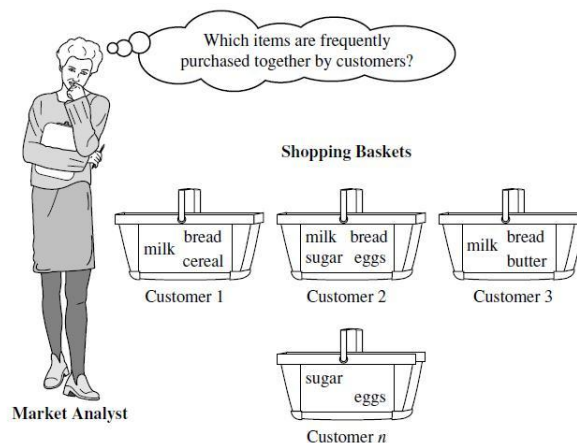 Which items are frequently
purchased together by customers?
Shopping Baskets
milk bread
cereal
Customer 1
milk bread
sugar eggs
Customer 2
milk bread
butter
Customer 3
sugar
eggs
Customer n
Market Analyst